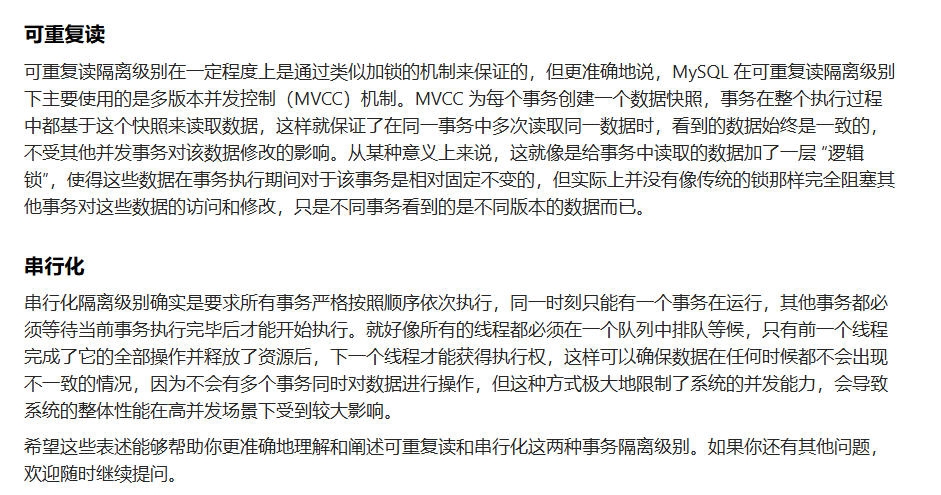 可重复读
可重复读隔离级别在一定程度上是通过类似加锁的机制来保证的，但更准确地说，MySQL 在可重复读隔离级别
下主要使用的是多版本并发控制（MVCC）机制。MVCC 为每个事务创建一个数据快照，事务在整个执行过程
中都基于这个快照来读取数据，这样就保证了在同一事务中多次读取同一数据时，看到的数据始终是一致的，
不受其他并发事务对该数据修改的影响。从某种意义上来说，这就像是给事务中读取的数据加了一层 “逻辑
锁”，使得这些数据在事务执行期间对于该事务是相对固定不变的，但实际上并没有像传统的锁那样完全阻塞其
他事务对这些数据的访问和修改，只是不同事务看到的是不同版本的数据而已。
串行化
串行化隔离级别确实是要求所有事务严格按照顺序依次执行，同一时刻只能有一个事务在运行，其他事务都必
须等待当前事务执行完毕后才能开始执行。就好像所有的线程都必须在一个队列中排队等候，只有前一个线程
完成了它的全部操作并释放了资源后，下一个线程才能获得执行权，这样可以确保数据在任何时候都不会出现
不一致的情况，因为不会有多个事务同时对数据进行操作，但这种方式极大地限制了系统的并发能力，会导致
系统的整体性能在高并发场景下受到较大影响。
希望这些表述能够帮助你更准确地理解和阐述可重复读和串行化这两种事务隔离级别。如果你还有其他问题，
欢迎随时继续提问。